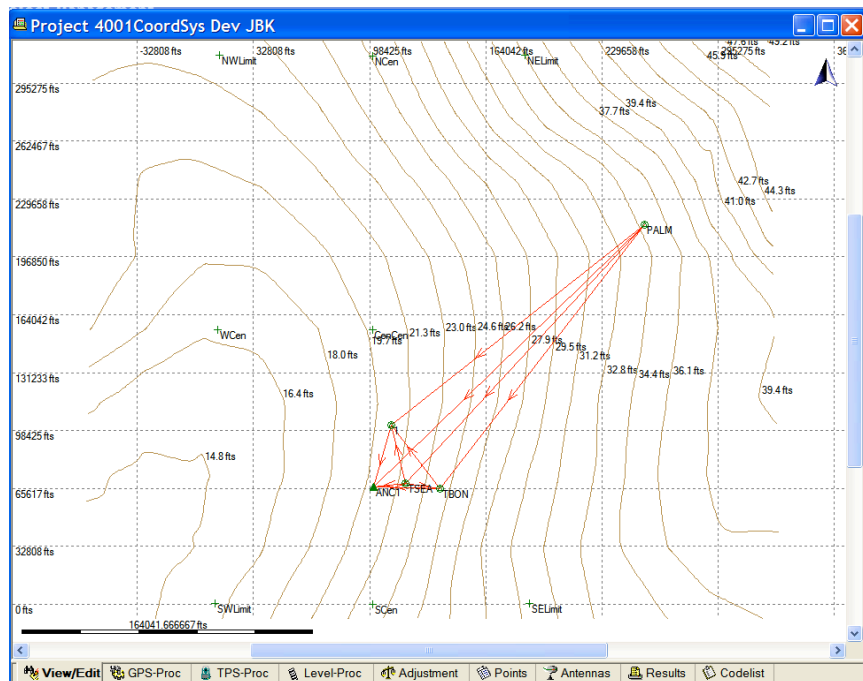 Project 4001CoordSys Dev JBK
-32808 fts
32808 fts
98425 fts
164042 fts
229658 fts
295275 fts
47.6 fts
49.2 fts
45.9 fts
NWLimit
NCen
NELimit
295275 fts
39.4 fts
37.7 fts
262467 fts
42.7 fts
44.3 fts
41.0 fts
229658 fts
PALM
196850 fts
164042 fts
WCen
CenCen
19.7 fts
21.3 fts
23.0 fts
24.6 fts
26.2 fts
27.9 fts
29.5 fts
31.2 fts
18.0 fts
32.8 fts
34.4 fts
36.1 fts
131233 fts
39.4 fts
16.4 fts
98425 fts
14.8 fts
65617 fts
ANC1
TSEA
TBON
32808 fts
0 fts
SWLimit
SCen
SELimit
164041.666667 fts
View/Edit
GPS-Proc
TPS-Proc
Level-Proc
Adjustment
Points
Antennas
Results
Codelist